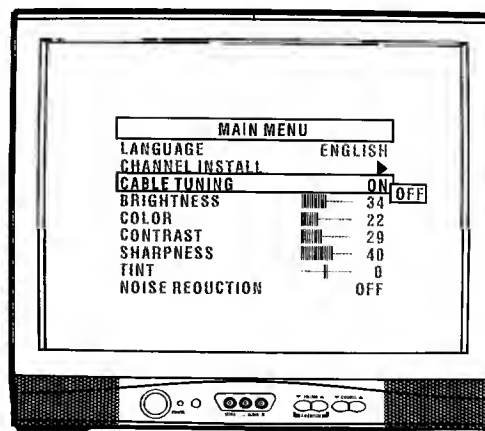 MAIN MENU
LANGUAGE ENGLISH
CHANNEL INSTALL
CABLE TUNING ON OFF
BRIGHTNESS 34
COLOR 22
CONTRAST 29
SHARPNESS 40
TINT 0
NOISE REDUCTION OFF